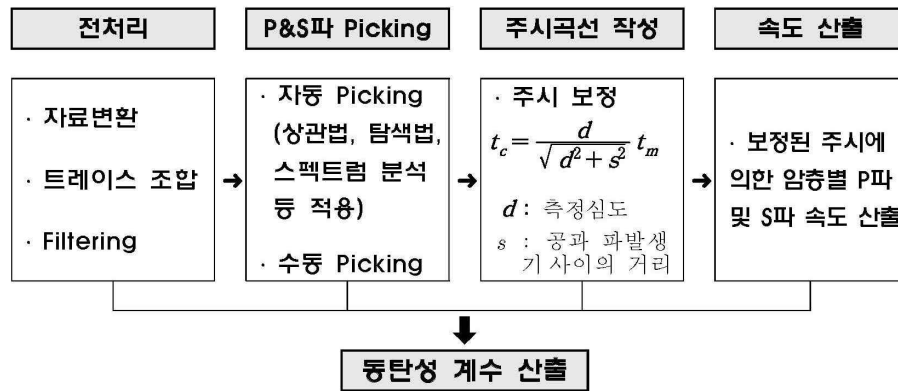 전처리
P&S파 Picking
주시곡선 작성
속도 산출
· 자료변환
· 트레이스 조합
· Filtering
· 자동 Picking
(상관법, 탐색법,
스펙트럼 분석
등 적용)
· 수동 Picking
· 주시 보정
t_c = d / √(d² + s²) t_m
d : 측정심도
s : 공과 파발생
기 사이의 거리
· 보정된 주시에
의한 암층별 P파
및 S파 속도 산출
동탄성 계수 산출